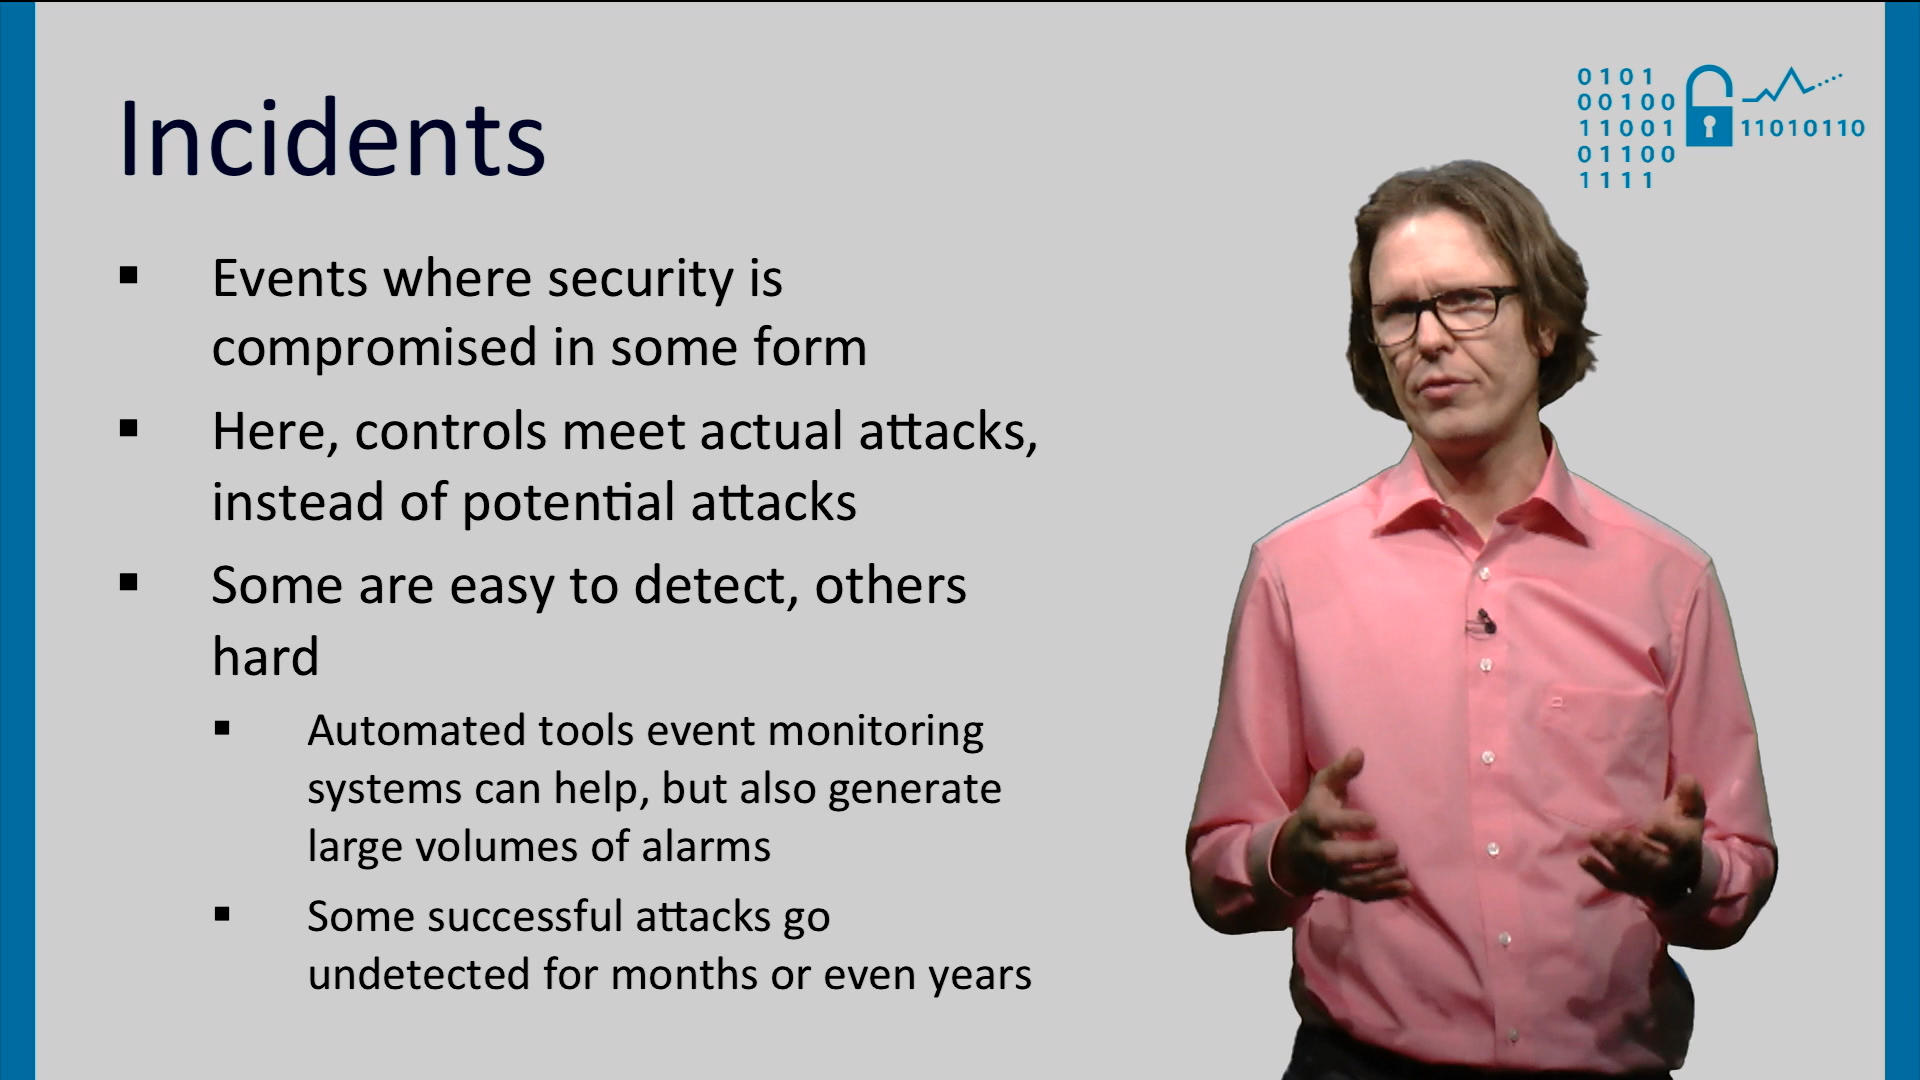 Incidents
0101
00100
11001
11010110
01100
1111
▪ Events where security is
compromised in some form
▪ Here, controls meet actual attacks,
instead of potential attacks
▪ Some are easy to detect, others
hard
▪ Automated tools event monitoring
systems can help, but also generate
large volumes of alarms
▪ Some successful attacks go
undetected for months or even years